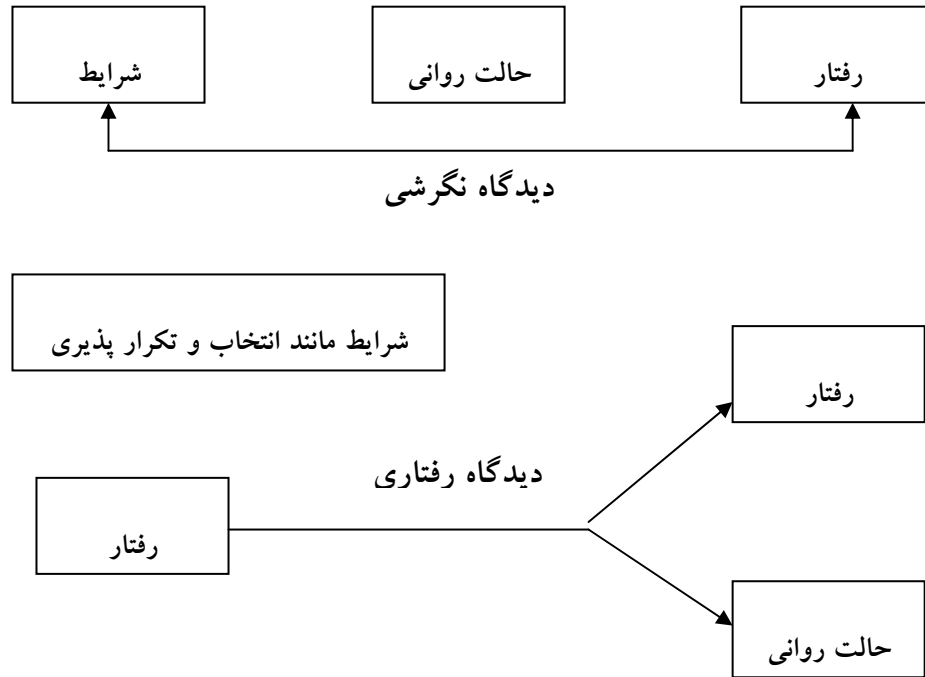 رفتار
حالت روانی
شرایط
دیدگاه نگرشی
شرایط مانند انتخاب و تکرار پذیری
رفتار
دیدگاه رفتاری
رفتار
حالت روانی